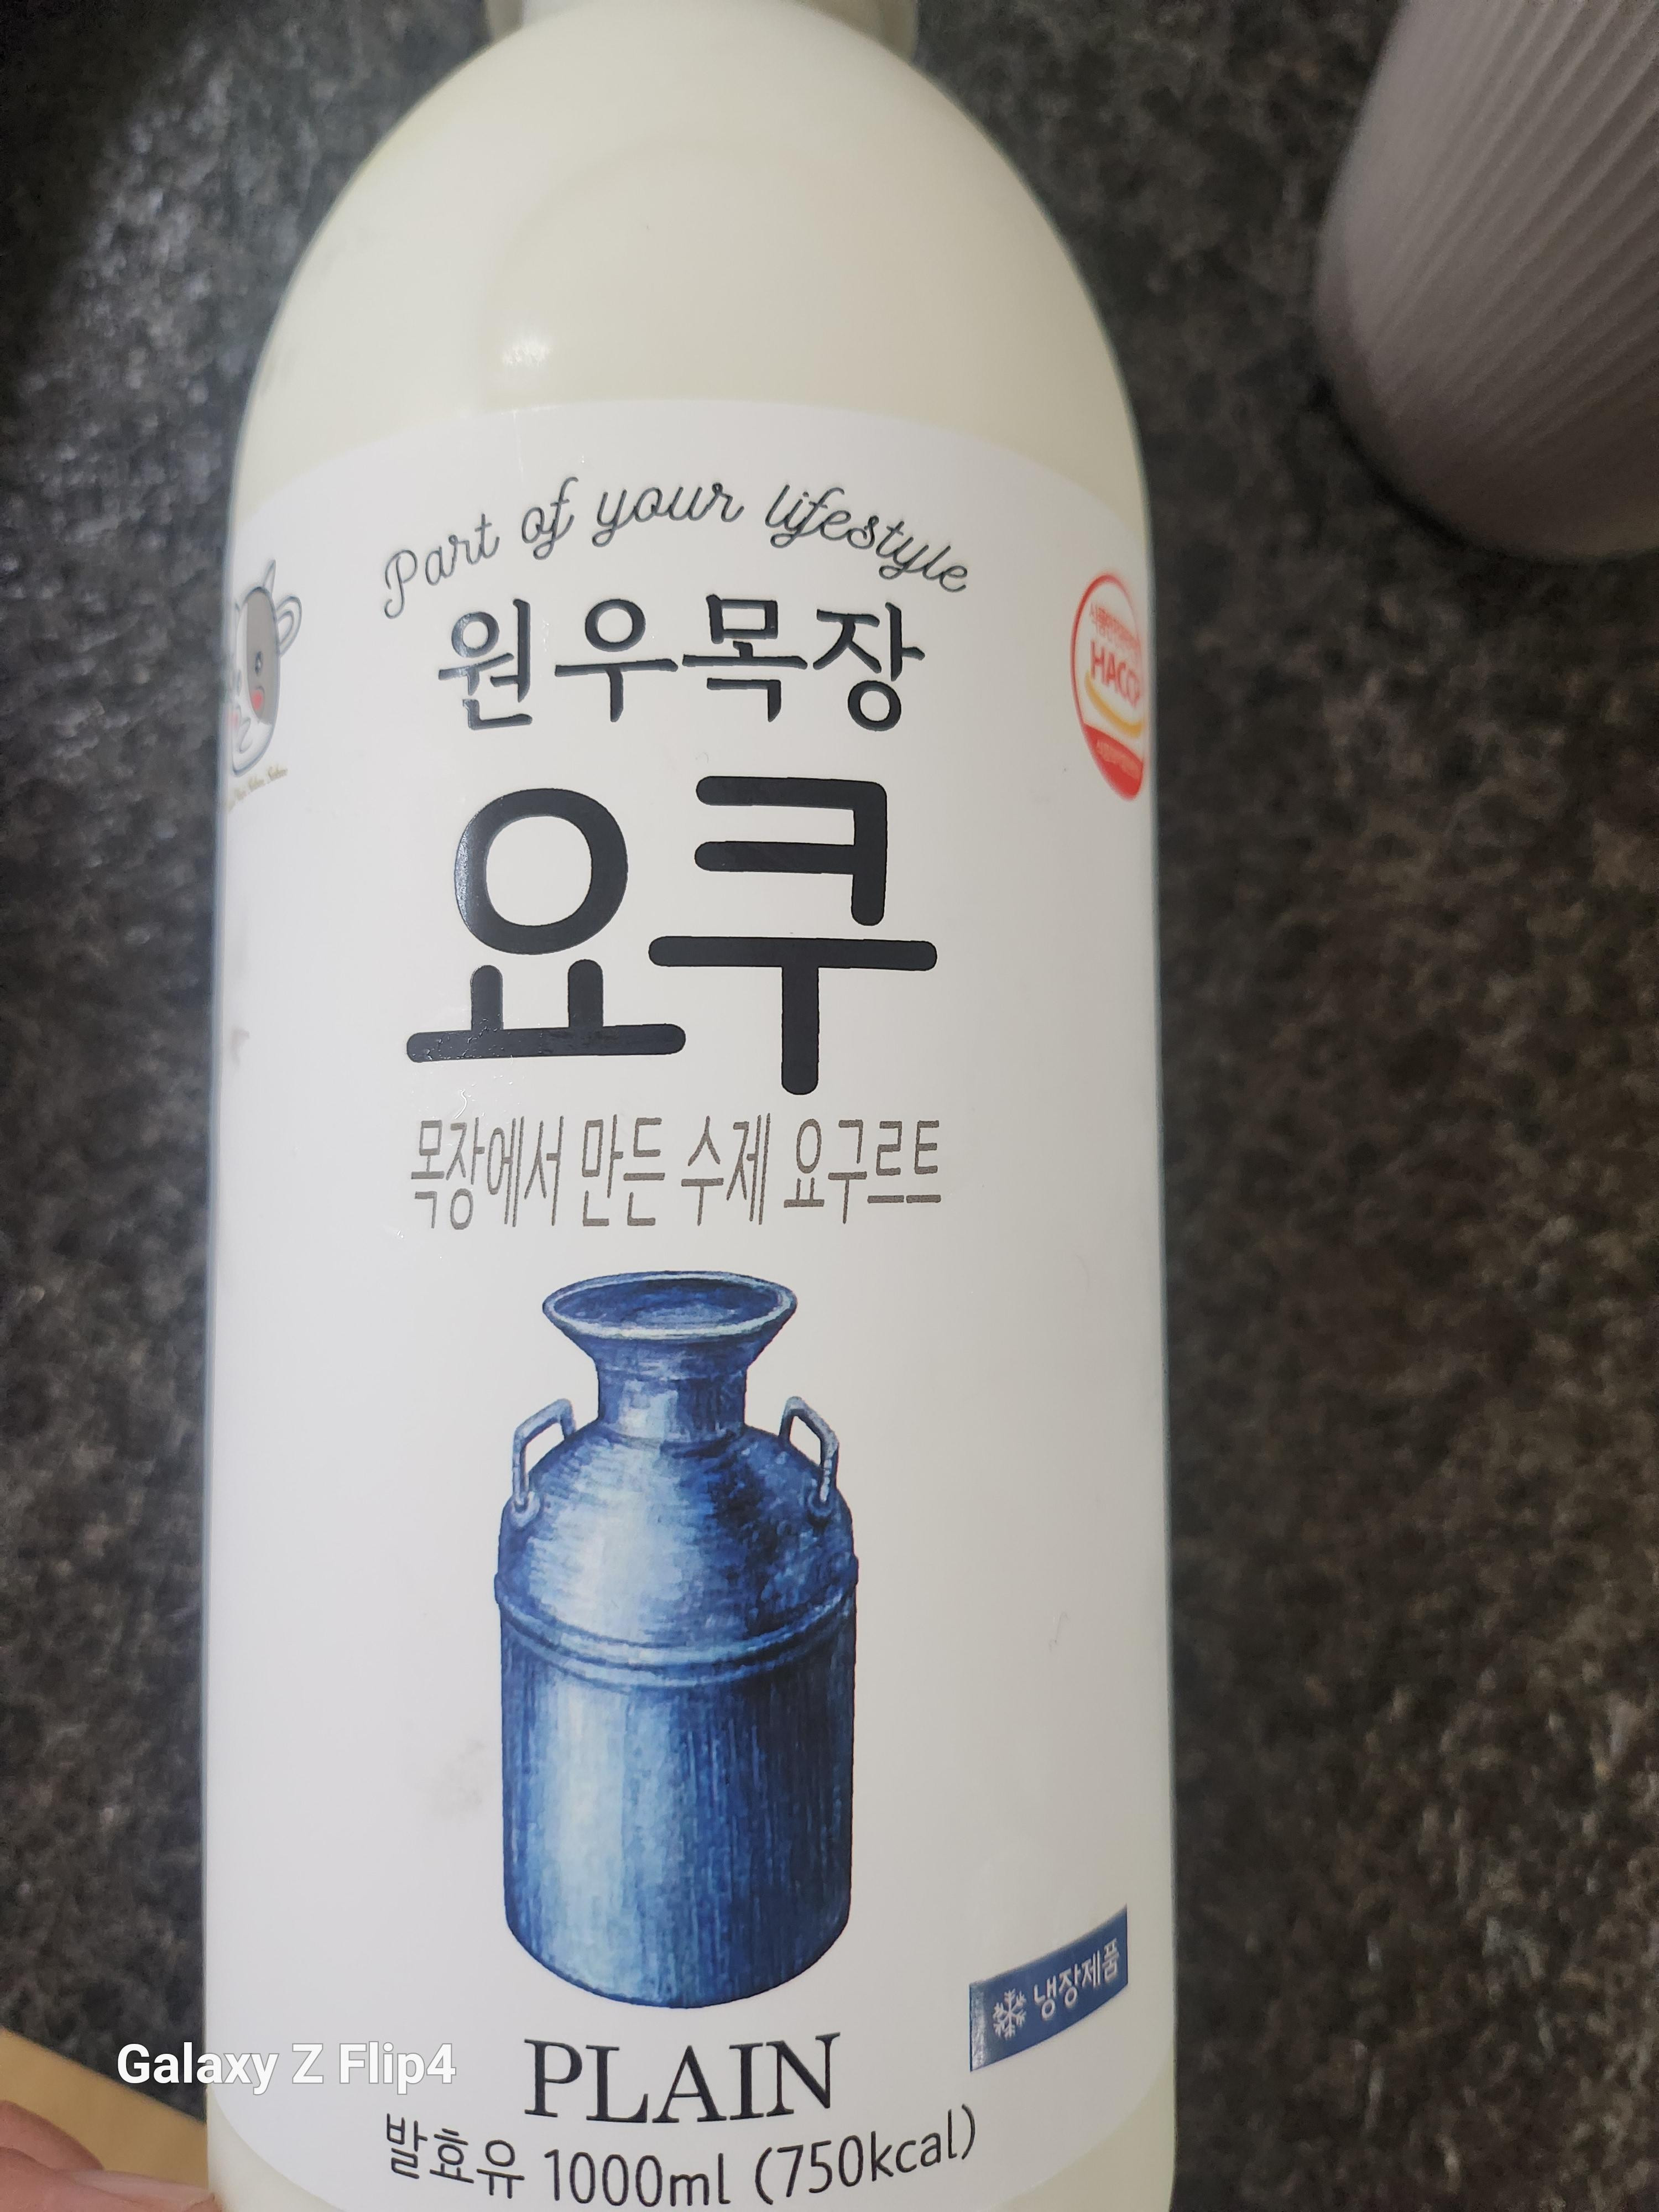 Part of your lifestyle
원우목장
HACCP
요쿠
목장에서 만든 수제 요구르트
냉장제품
PLAIN
발효유 1000ml (750kcal)
Galaxy Z Flip4